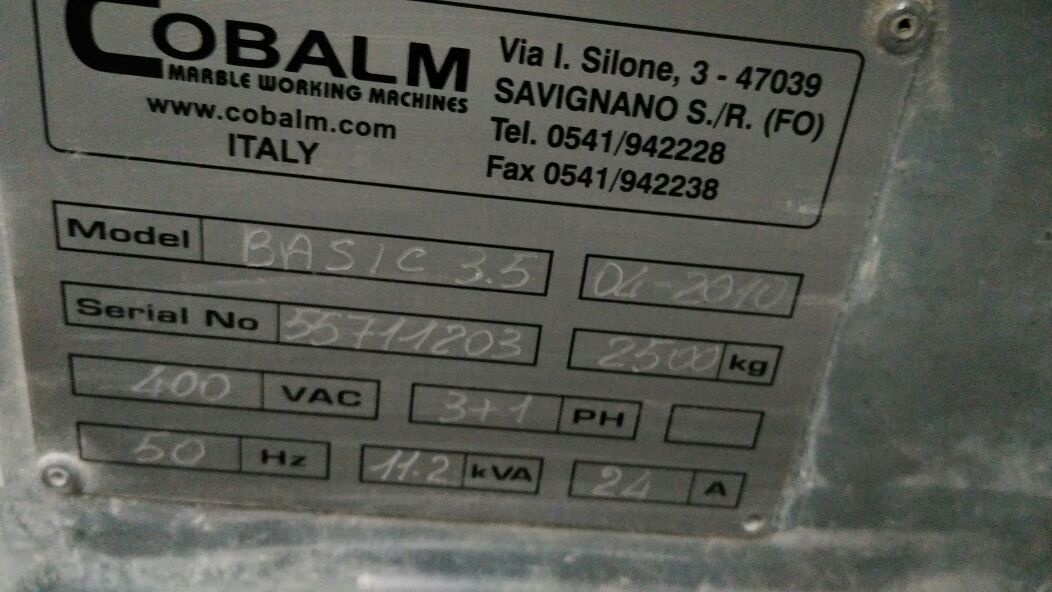 COBALM
MARBLE WORKING MACHINES
www.cobalm.com
ITALY
Via I. Silone, 3 - 47039
SAVIGNANO S./R. (FO)
Tel. 0541/942228
Fax 0541/942238
Model BASIC 3.5 04-2010
Serial No 55711203 2500 kg
400 VAC 3+1 PH
50 Hz 11.2 kVA 24 A